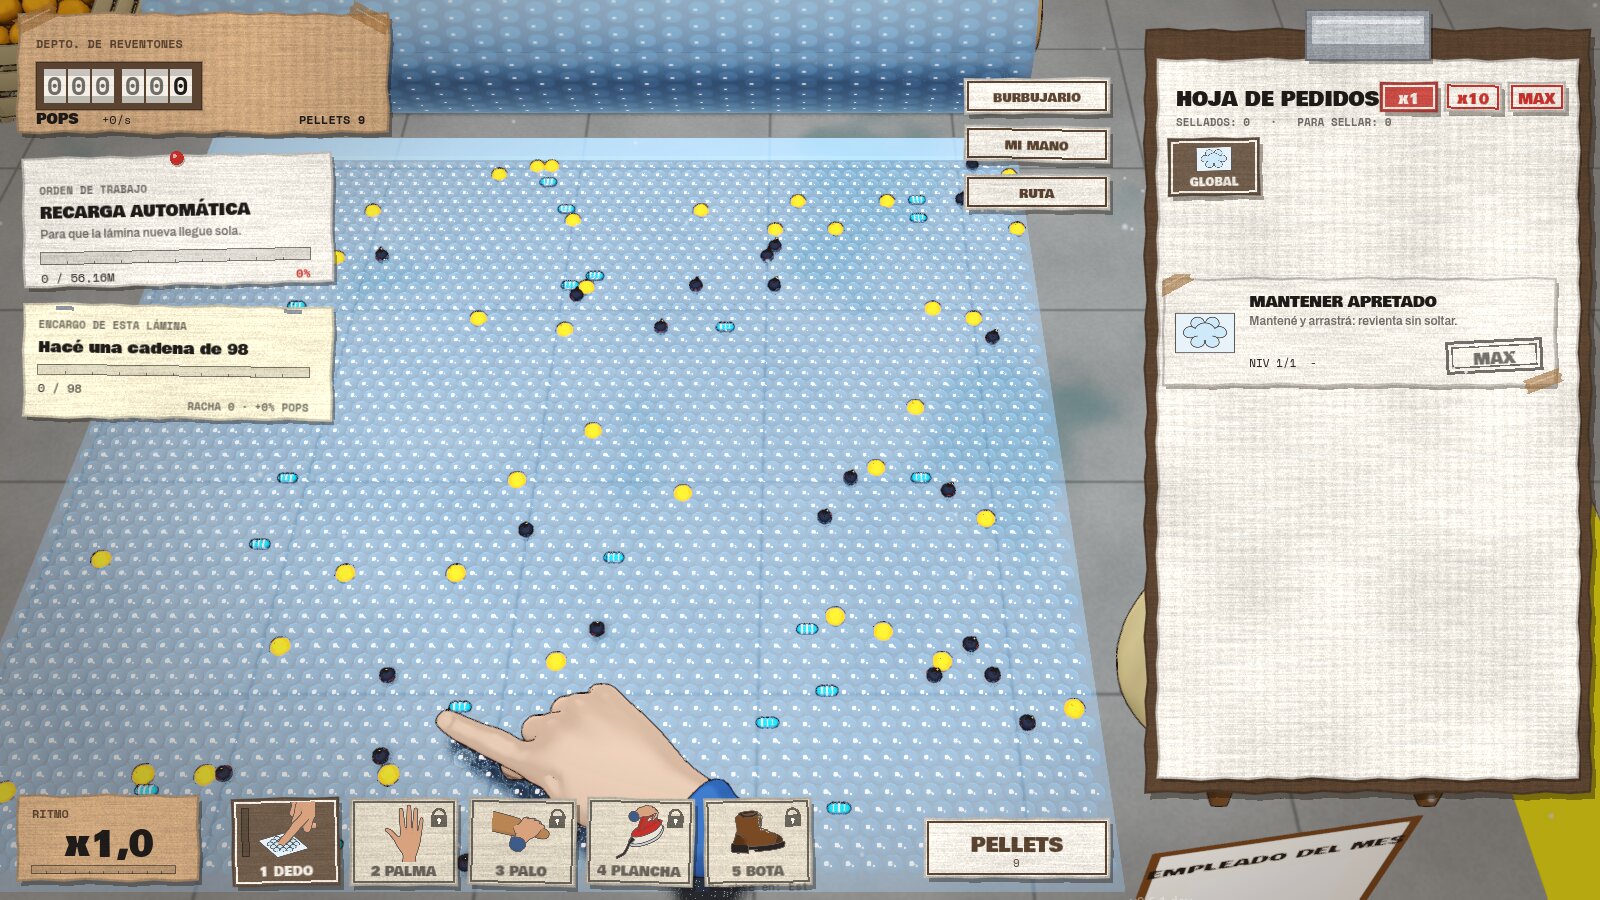 DEPTO. DE REVENTONES
000 000
POPS +0/s PELLETS 9
ORDEN DE TRABAJO
RECARGA AUTOMÁTICA
Para que la lámina nueva llegue sola.
0 / 56.16M 0%
ENCARGO DE ESTA LÁMINA
Hacé una cadena de 98
0 / 98
RACHA 0 · +0% POPS
BURBUJARIO
MI MANO
RUTA
HOJA DE PEDIDOS x1 x10 MAX
SELLADOS: 0 · PARA SELLAR: 0
GLOBAL
MANTENER APRETADO
Mantené y arrastrá: revienta sin soltar.
NIV 1/1 -
MAX
RITMO
x1,0
1 DEDO
2 PALMA
3 PALO
4 PLANCHA
5 BOTA
PELLETS
9
EMPLEADO DEL MES